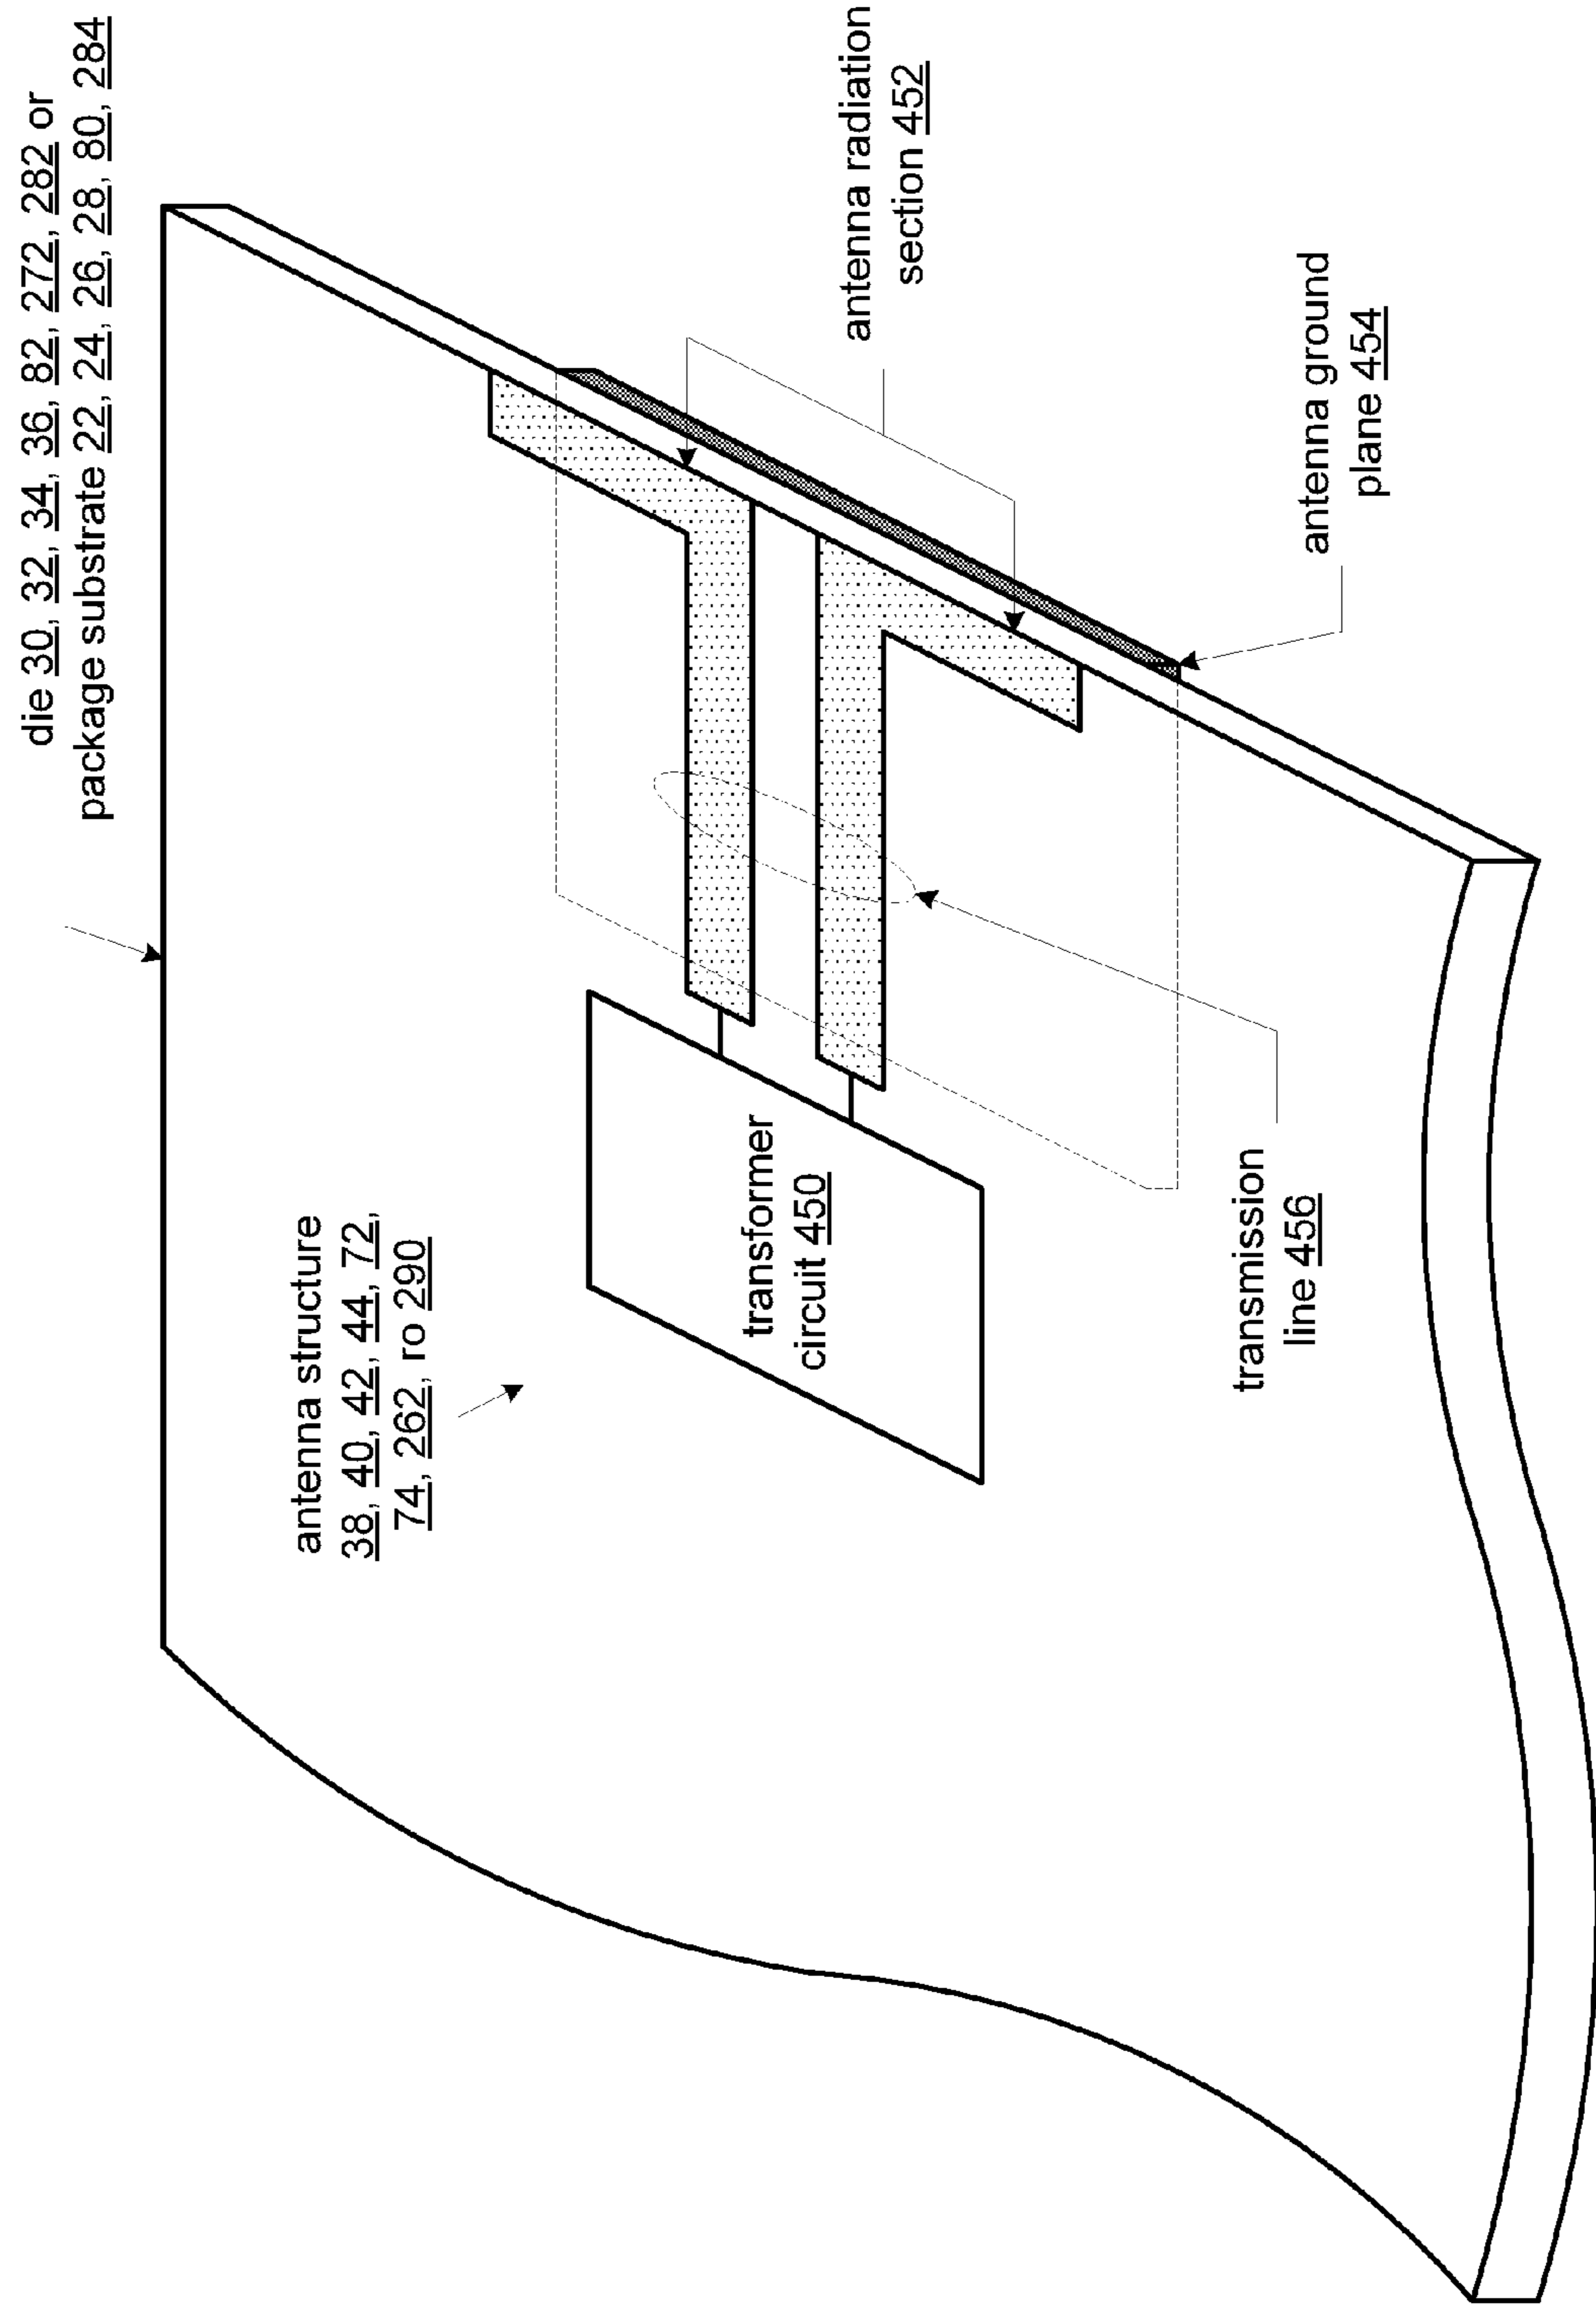 die 30, 32, 34, 36, 82, 272, 282 or
package substrate 22, 24, 26, 28, 80, 284
antenna structure
38, 40, 42, 44, 72,
74, 262, ro 290
transformer
circuit 450
antenna radiation
section 452
antenna ground
plane 454
transmission
line 456